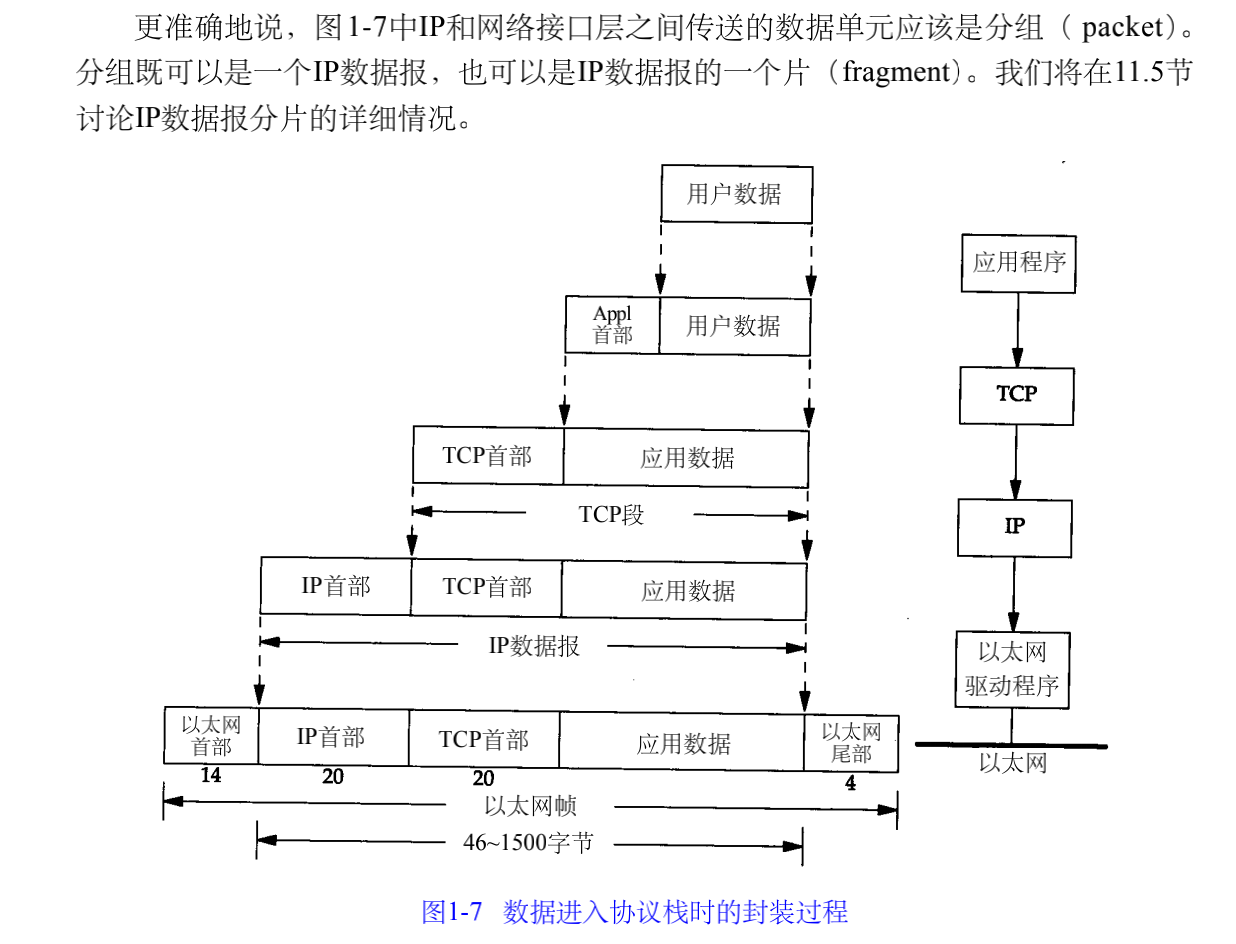 更准确地说，图1-7中IP和网络接口层之间传送的数据单元应该是分组（ packet）。
分组既可以是一个IP数据报，也可以是IP数据报的一个片（fragment）。我们将在11.5节
讨论IP数据报分片的详细情况。
用户数据
应用程序
Appl
首部
用户数据
TCP
TCP首部
应用数据
TCP段
IP
IP首部
TCP首部
应用数据
IP数据报
以太网
驱动程序
以太网
首部
IP首部
TCP首部
应用数据
以太网
尾部
以太网
14
20
20
4
以太网帧
46~1500字节
图1-7 数据进入协议栈时的封装过程